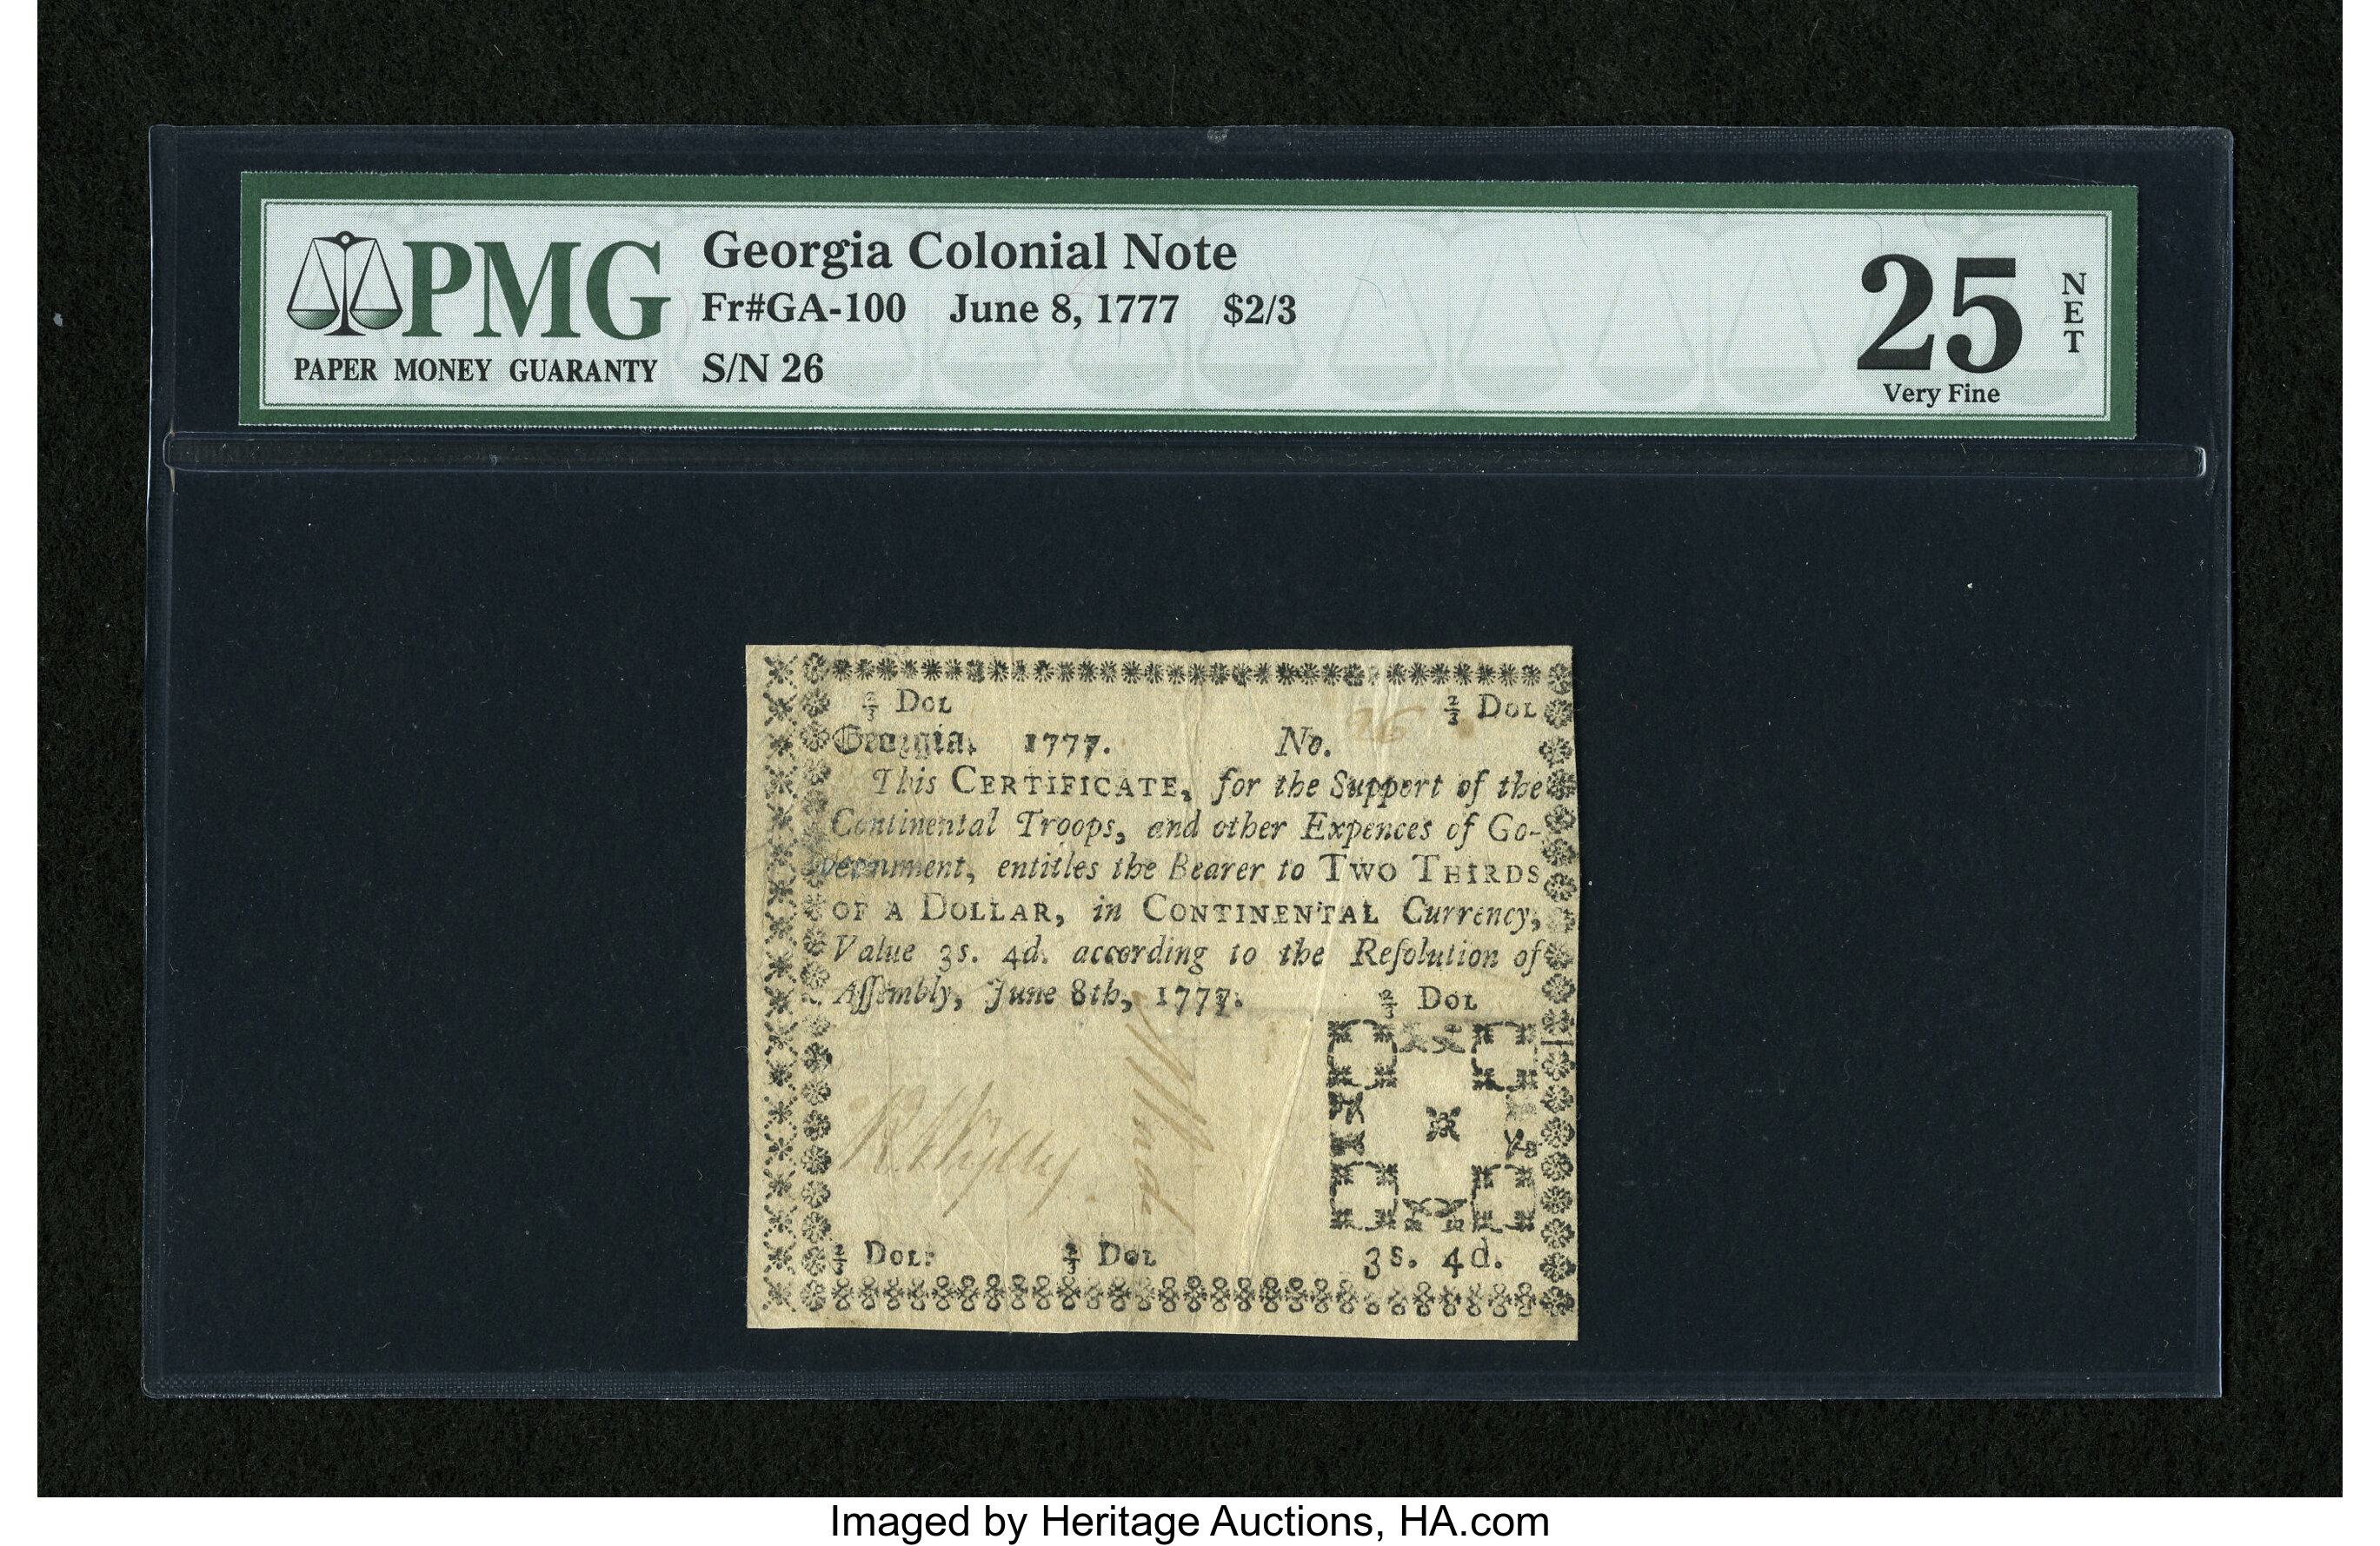 PMG
PAPER MONEY GUARANTY
Georgia Colonial Note
Fr#GA-100 June 8, 1777 $2/3
S/N 26
25
Very Fine
NET
⅔ Dol ⅔ Dol
Georgia. 1777. No. 26
This CERTIFICATE, for the Support of the
Continental Troops, and other Expences of Go-
vernment, entitles the Bearer to TWO THIRDS
OF A DOLLAR, in CONTINENTAL Currency,
Value 3s. 4d. according to the Reſolution of
Aſſembly, June 8th, 1777.
⅔ Dol
R. Wylly
⅔ Dol: ⅔ Dol 3s. 4d.
Imaged by Heritage Auctions, HA.com